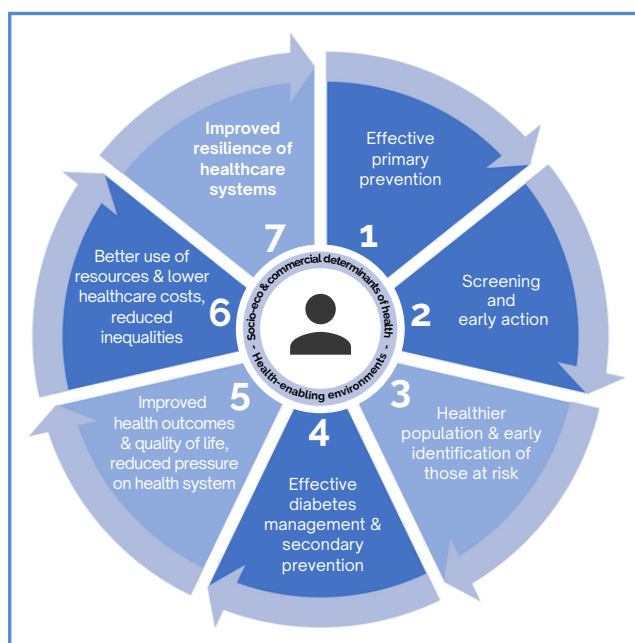 Effective
primary
prevention
1
Screening
and
early action
2
Healthier
population & early
identification of
those at risk
3
Effective
diabetes
management &
secondary
prevention
4
Improved
health outcomes
& quality of life,
reduced pressure
on health system
5
Better use of
resources & lower
healthcare costs,
reduced
inequalities
6
Improved
resilience of
healthcare
systems
7
- Socio-eco & commercial determinants of health -
Health-enabling environments